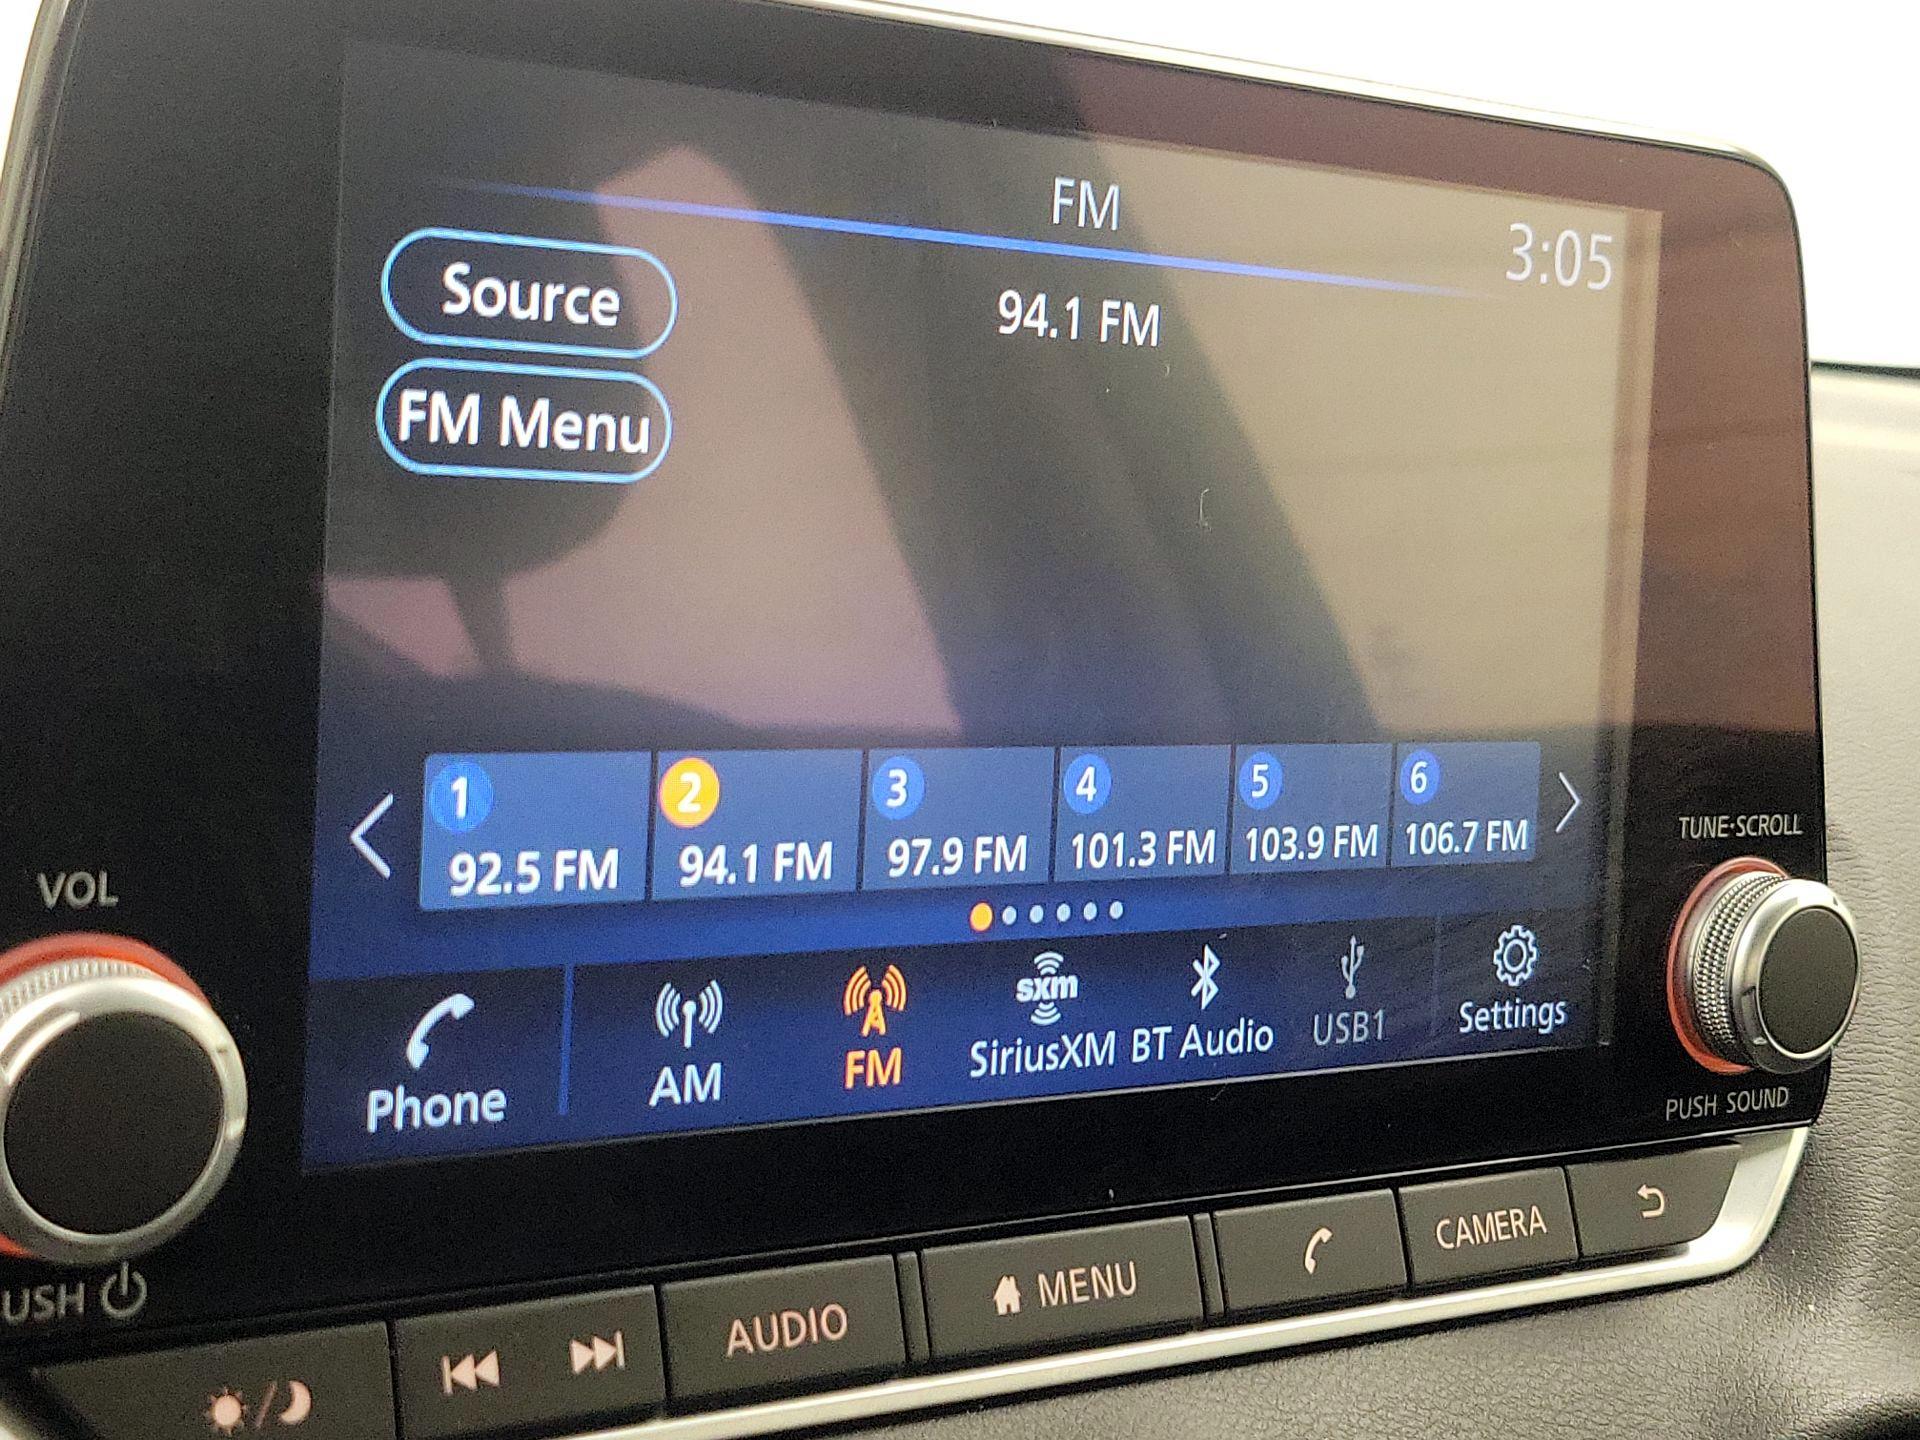 FM
3:05
Source
94.1 FM
FM Menu
1 2 3 4 5 6
92.5 FM 94.1 FM 97.9 FM 101.3 FM 103.9 FM 106.7 FM
TUNE·SCROLL
VOL
sxm
Phone AM FM SiriusXM BT Audio USB1 Settings
PUSH SOUND
USH
AUDIO MENU CAMERA